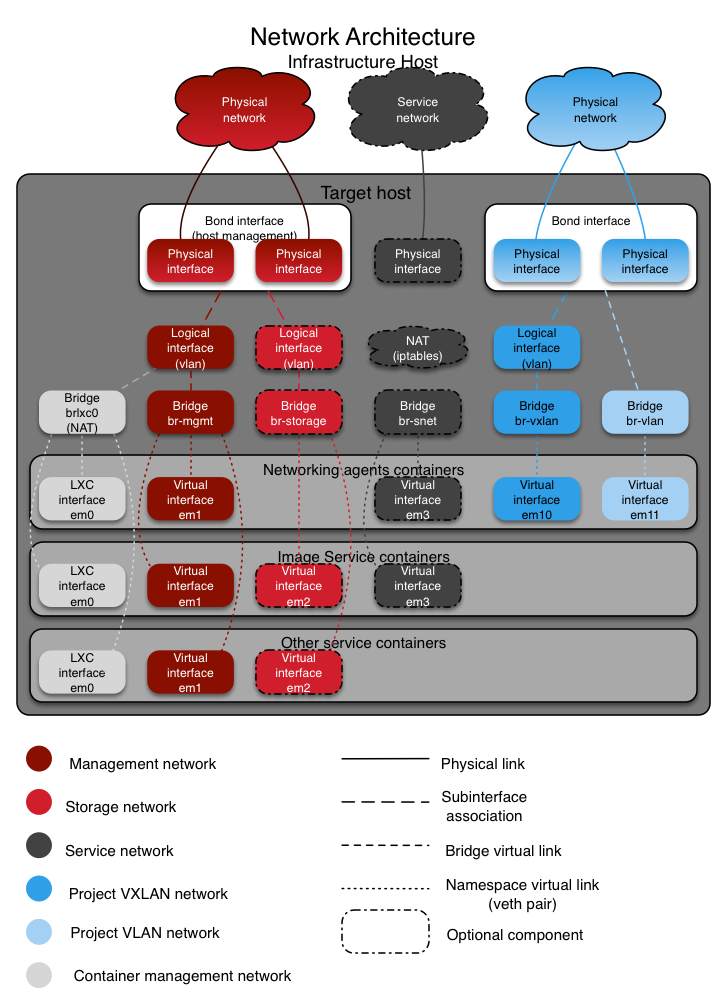 Network Architecture
Infrastructure Host
Physical
network
Service
network
Physical
network
Target host
Bond interface
(host management)
Bond interface
Physical
interface
Physical
interface
Physical
interface
Physical
interface
Physical
interface
Logical
interface
(vlan)
Logical
interface
(vlan)
NAT
(iptables)
Logical
interface
(vlan)
Bridge
brlxc0
(NAT)
Bridge
br-mgmt
Bridge
br-storage
Bridge
br-snet
Bridge
br-vxlan
Bridge
br-vlan
Networking agents containers
LXC
interface
em0
Virtual
interface
em1
Virtual
interface
em3
Virtual
interface
em10
Virtual
interface
em11
Image Service containers
LXC
interface
em0
Virtual
interface
em1
Virtual
interface
em2
Virtual
interface
em3
Other service containers
LXC
interface
em0
Virtual
interface
em1
Virtual
interface
em2
Management network
Storage network
Service network
Project VXLAN network
Project VLAN network
Container management network
Physical link
Subinterface
association
Bridge virtual link
Namespace virtual link
(veth pair)
Optional component